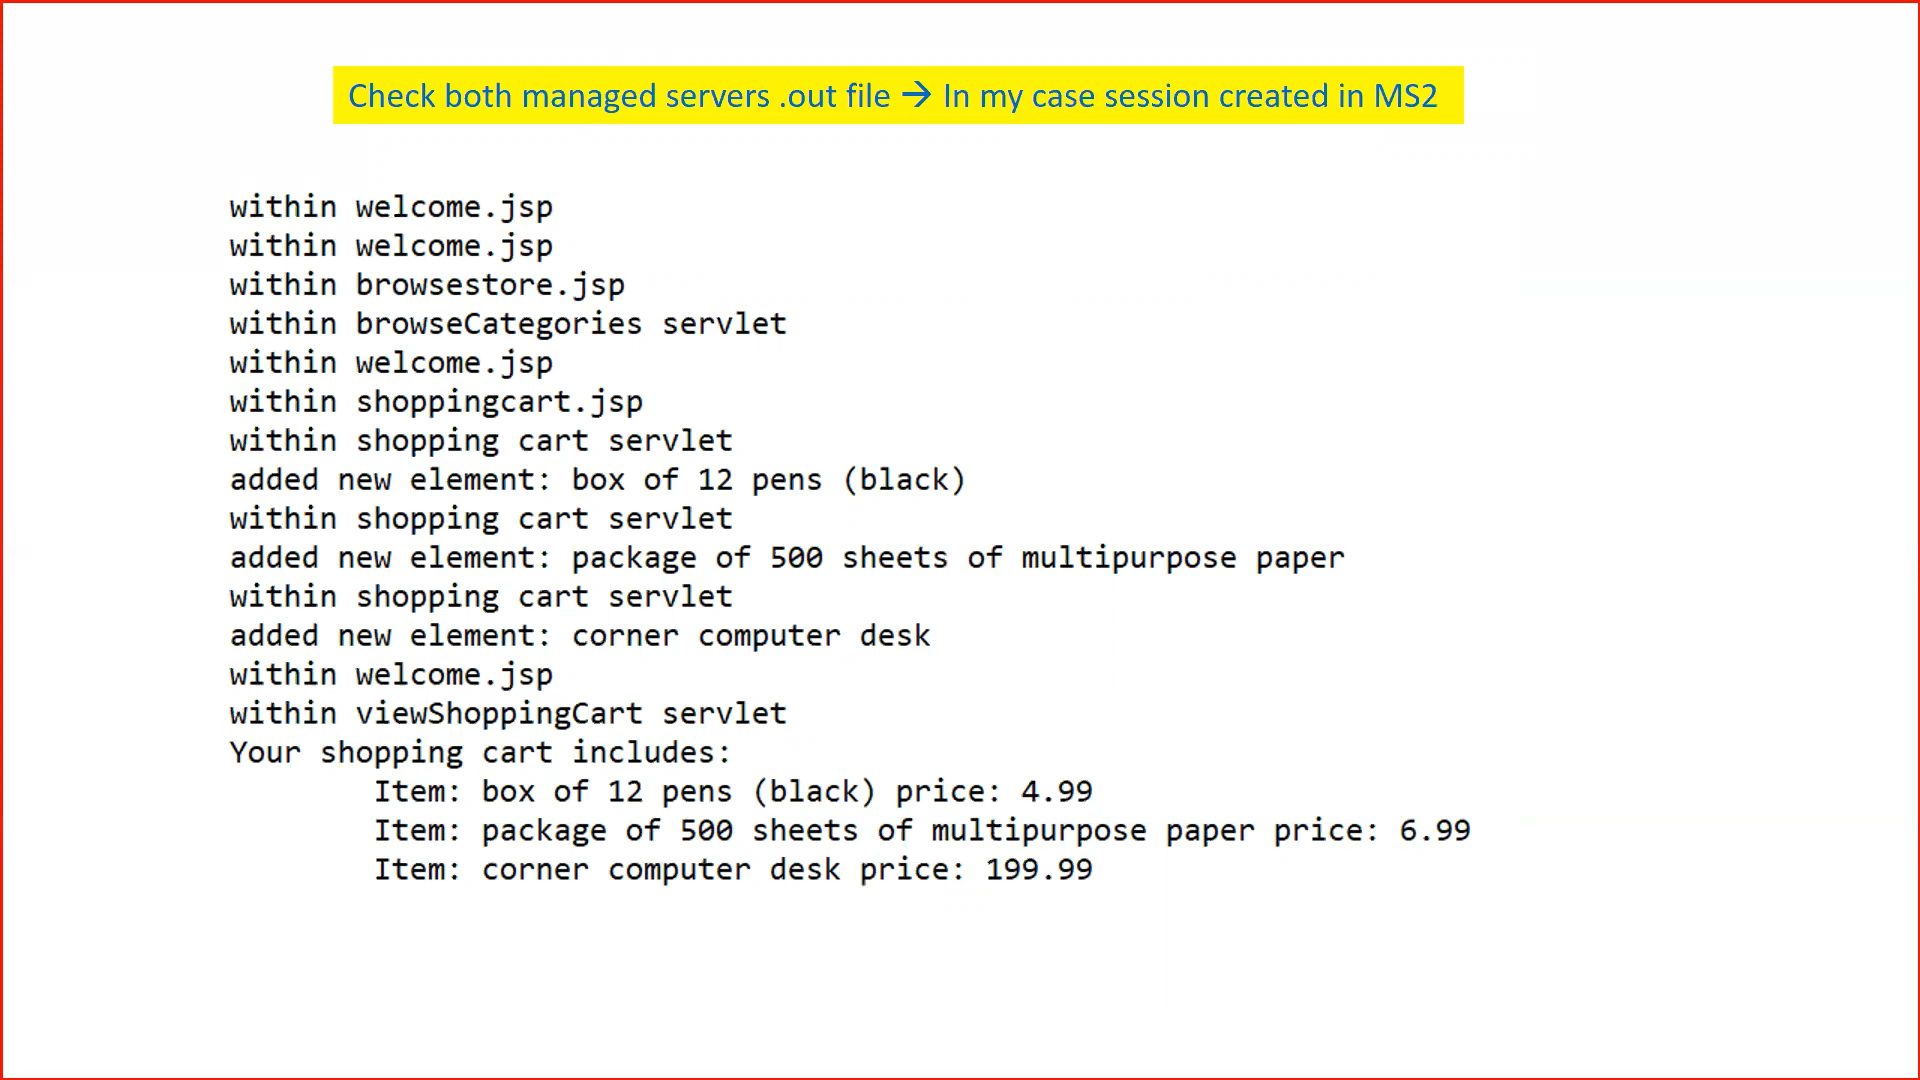 Check both managed servers .out file → In my case session created in MS2
within welcome.jsp
within welcome.jsp
within browsestore.jsp
within browseCategories servlet
within welcome.jsp
within shoppingcart.jsp
within shopping cart servlet
added new element: box of 12 pens (black)
within shopping cart servlet
added new element: package of 500 sheets of multipurpose paper
within shopping cart servlet
added new element: corner computer desk
within welcome.jsp
within viewShoppingCart servlet
Your shopping cart includes:
Item: box of 12 pens (black) price: 4.99
Item: package of 500 sheets of multipurpose paper price: 6.99
Item: corner computer desk price: 199.99